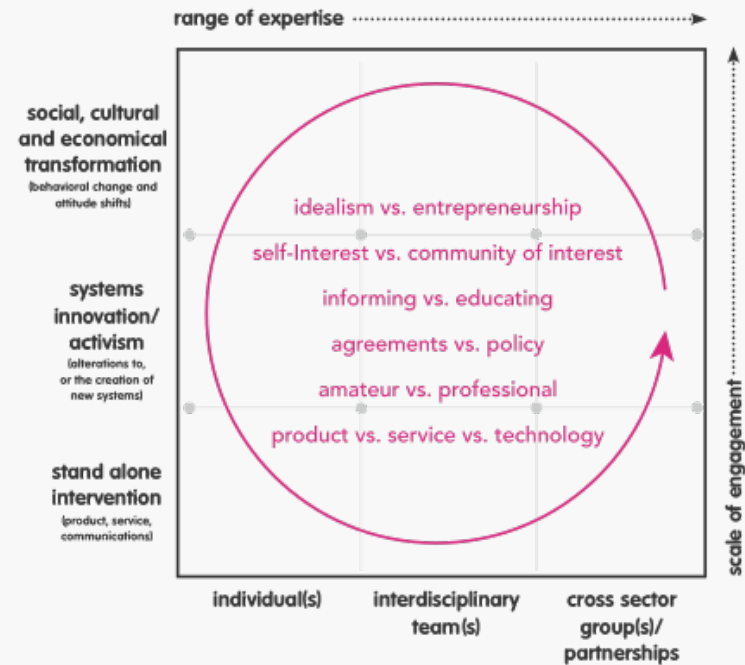 range of expertise
social, cultural
and economical
transformation
(behavioral change and
attitude shifts)
idealism vs. entrepreneurship
self-Interest vs. community of interest
systems
innovation/
activism
(alterations to,
or the creation of
new systems)
informing vs. educating
agreements vs. policy
amateur vs. professional
product vs. service vs. technology
stand alone
intervention
(product, service,
communications)
scale of engagement
individual(s)
interdisciplinary
team(s)
cross sector
group(s)/
partnerships